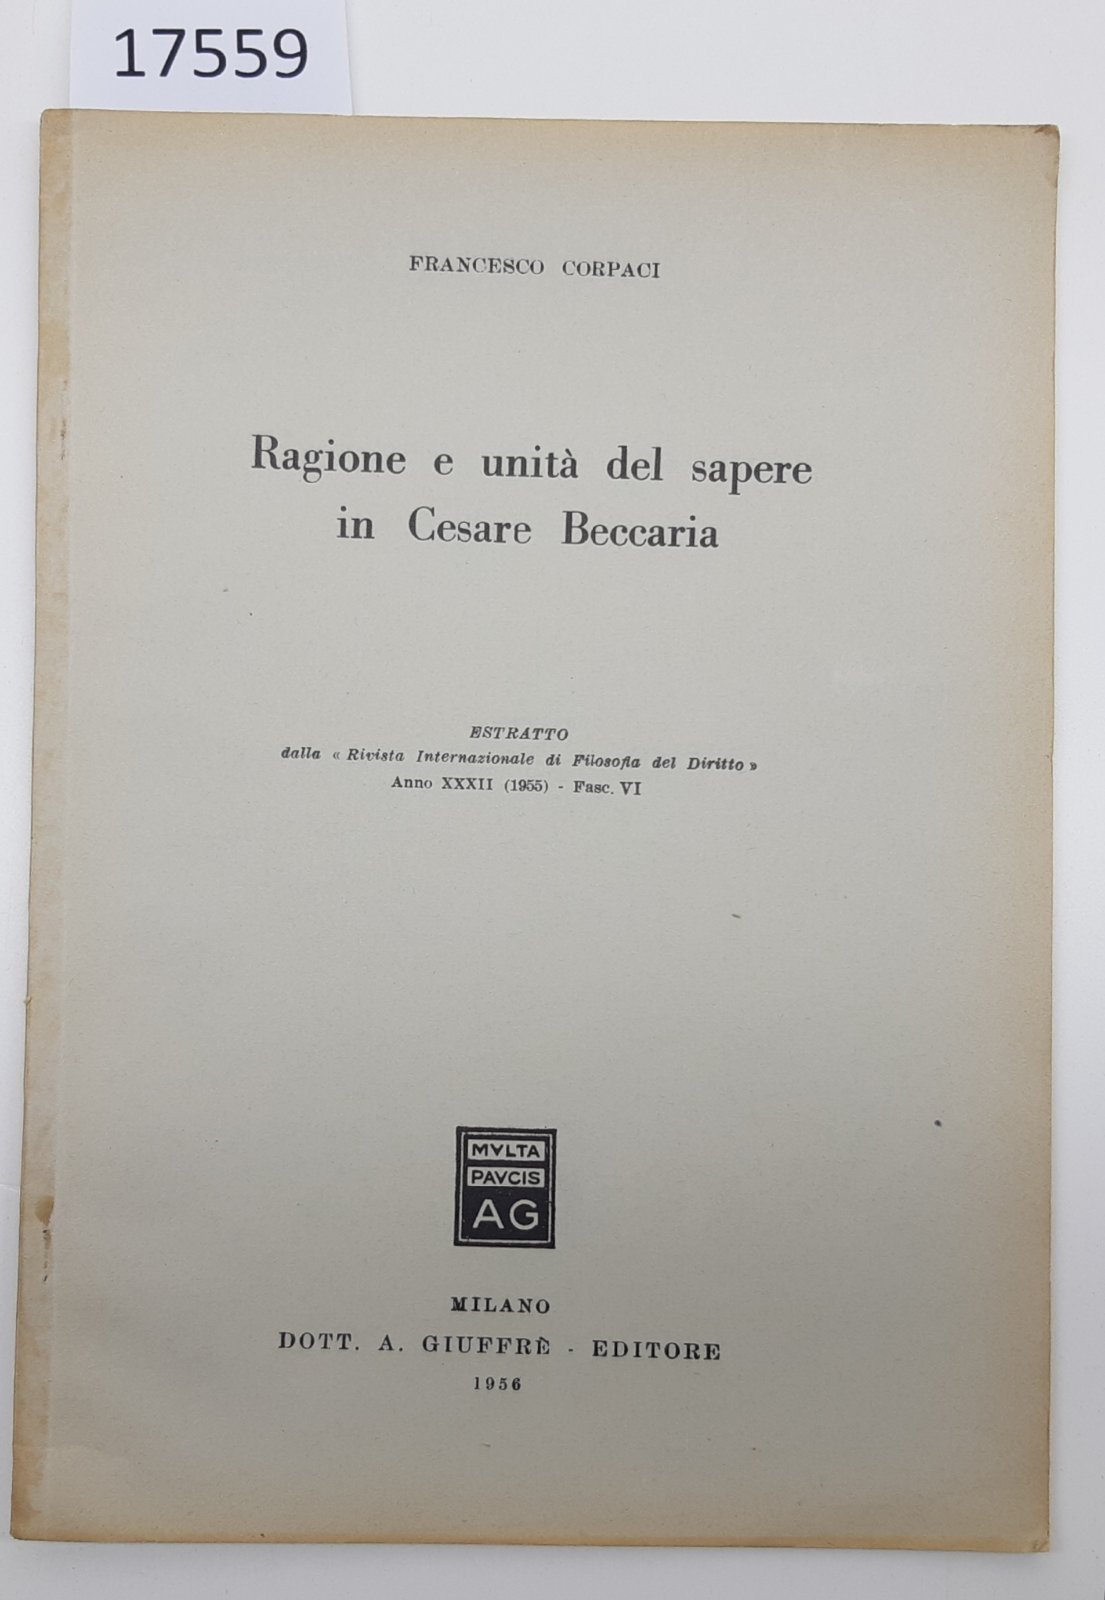 17559
FRANCESCO CORPACI
Ragione e unità del sapere
in Cesare Beccaria
ESTRATTO
dalla « Rivista Internazionale di Filosofia del Diritto »
Anno XXXII (1955) - Fasc. VI
MVLTA
PAVCIS
AG
MILANO
DOTT. A. GIUFFRÈ - EDITORE
1956